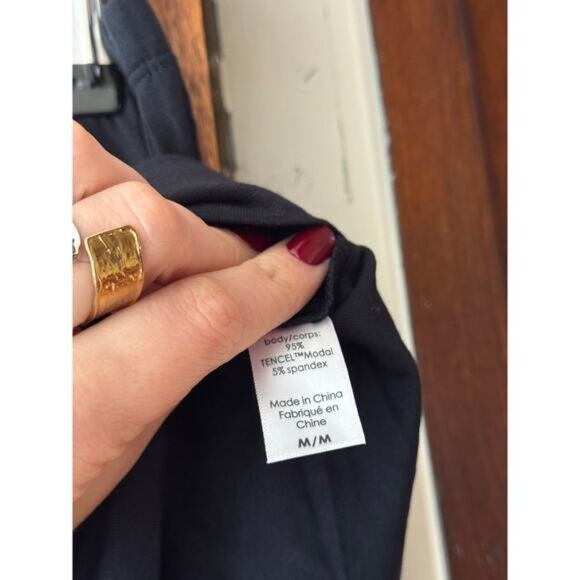 body/corps:
95%
TENCEL™Modal
5% spandex
Made in China
Fabriqué en
Chine
M/M